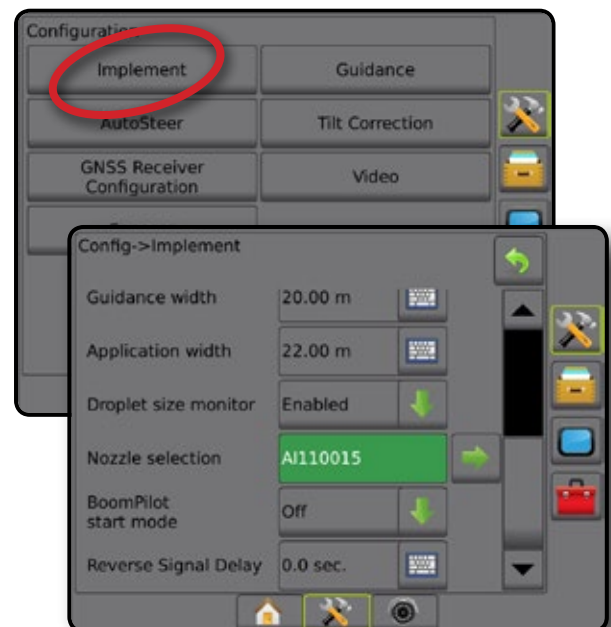 Configuration
Implement
Guidance
AutoSteer
Tilt Correction
GNSS Receiver
Configuration
Video
Config->Implement
Guidance width
20.00 m
Application width
22.00 m
Droplet size monitor
Enabled
Nozzle selection
AI110015
BoomPilot
start mode
Off
Reverse Signal Delay
0.0 sec.